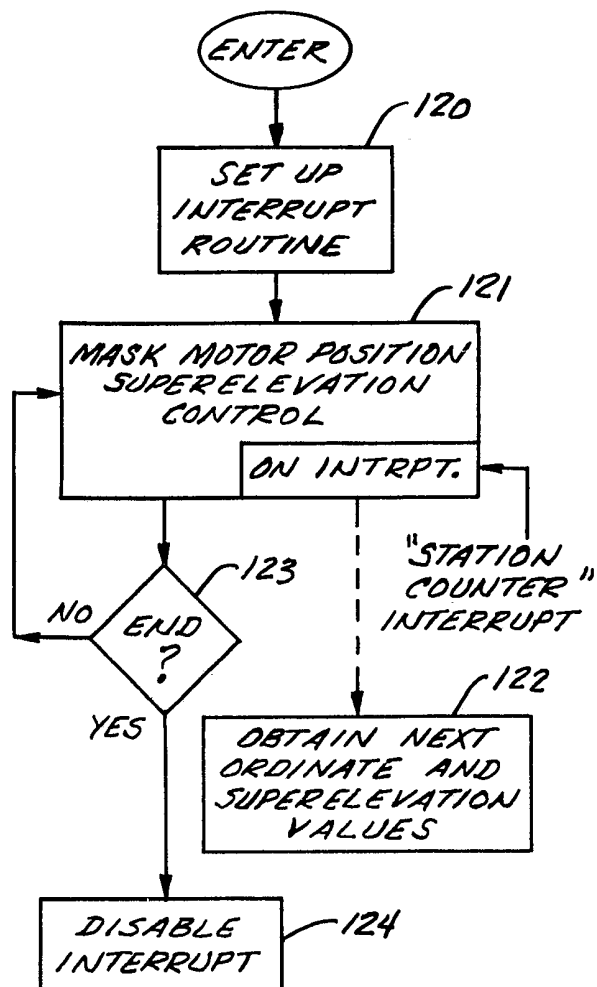 ENTER
120
SET UP
INTERRUPT
ROUTINE
121
MASK MOTOR POSITION
SUPERELEVATION
CONTROL
ON INTRPT.
"STATION
COUNTER"
INTERRUPT
123
NO
END
?
YES
122
OBTAIN NEXT
ORDINATE AND
SUPERELEVATION
VALUES
DISABLE
INTERRUPT
124